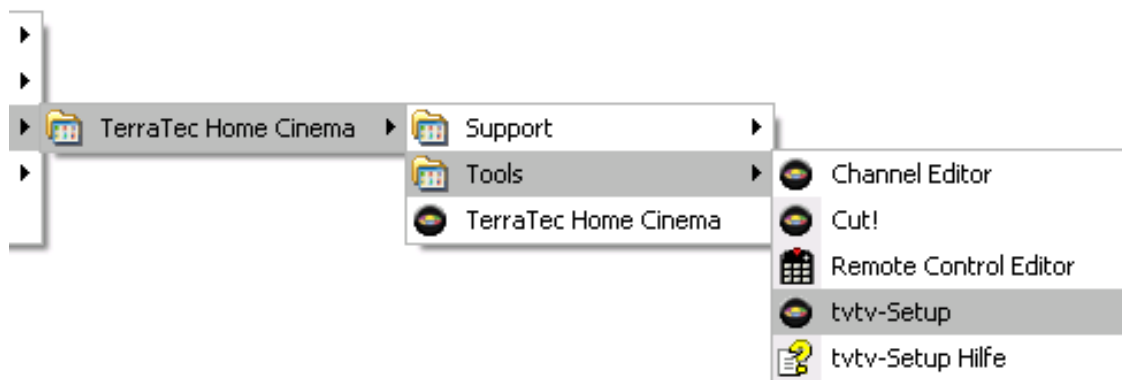 TerraTec Home Cinema
Support
Tools
TerraTec Home Cinema
Channel Editor
Cut!
Remote Control Editor
tvtv-Setup
tvtv-Setup Hilfe